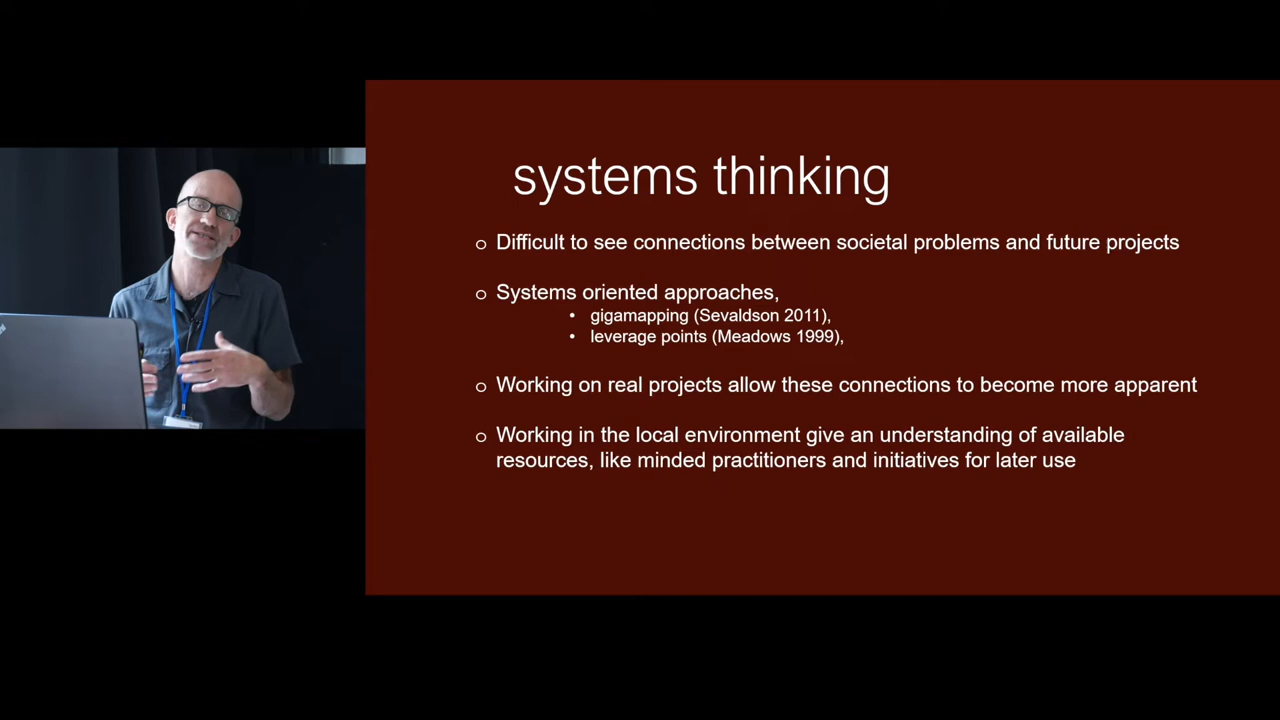 systems thinking
o Difficult to see connections between societal problems and future projects
o Systems oriented approaches,
• gigamapping (Sevaldson 2011),
• leverage points (Meadows 1999),
o Working on real projects allow these connections to become more apparent
o Working in the local environment give an understanding of available
resources, like minded practitioners and initiatives for later use